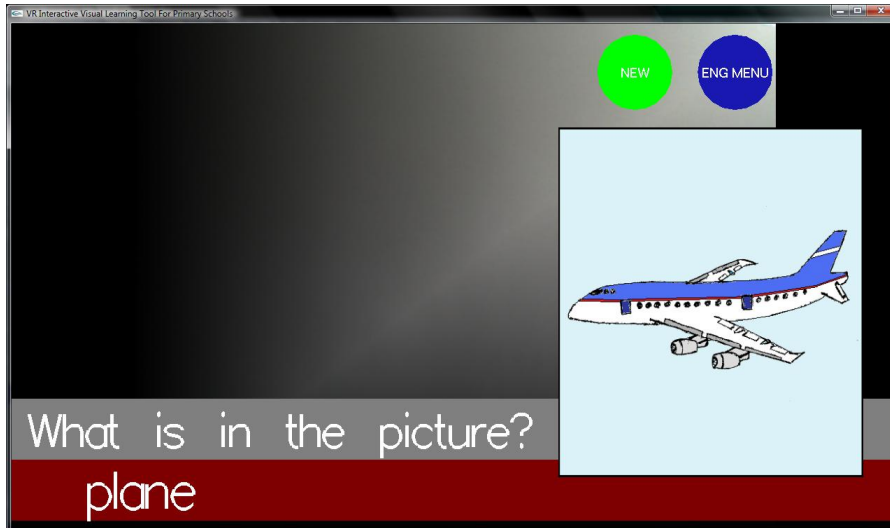 VR Interactive Visual Learning Tool For Primary Schools
NEW
ENG MENU
What is in the picture?
plane